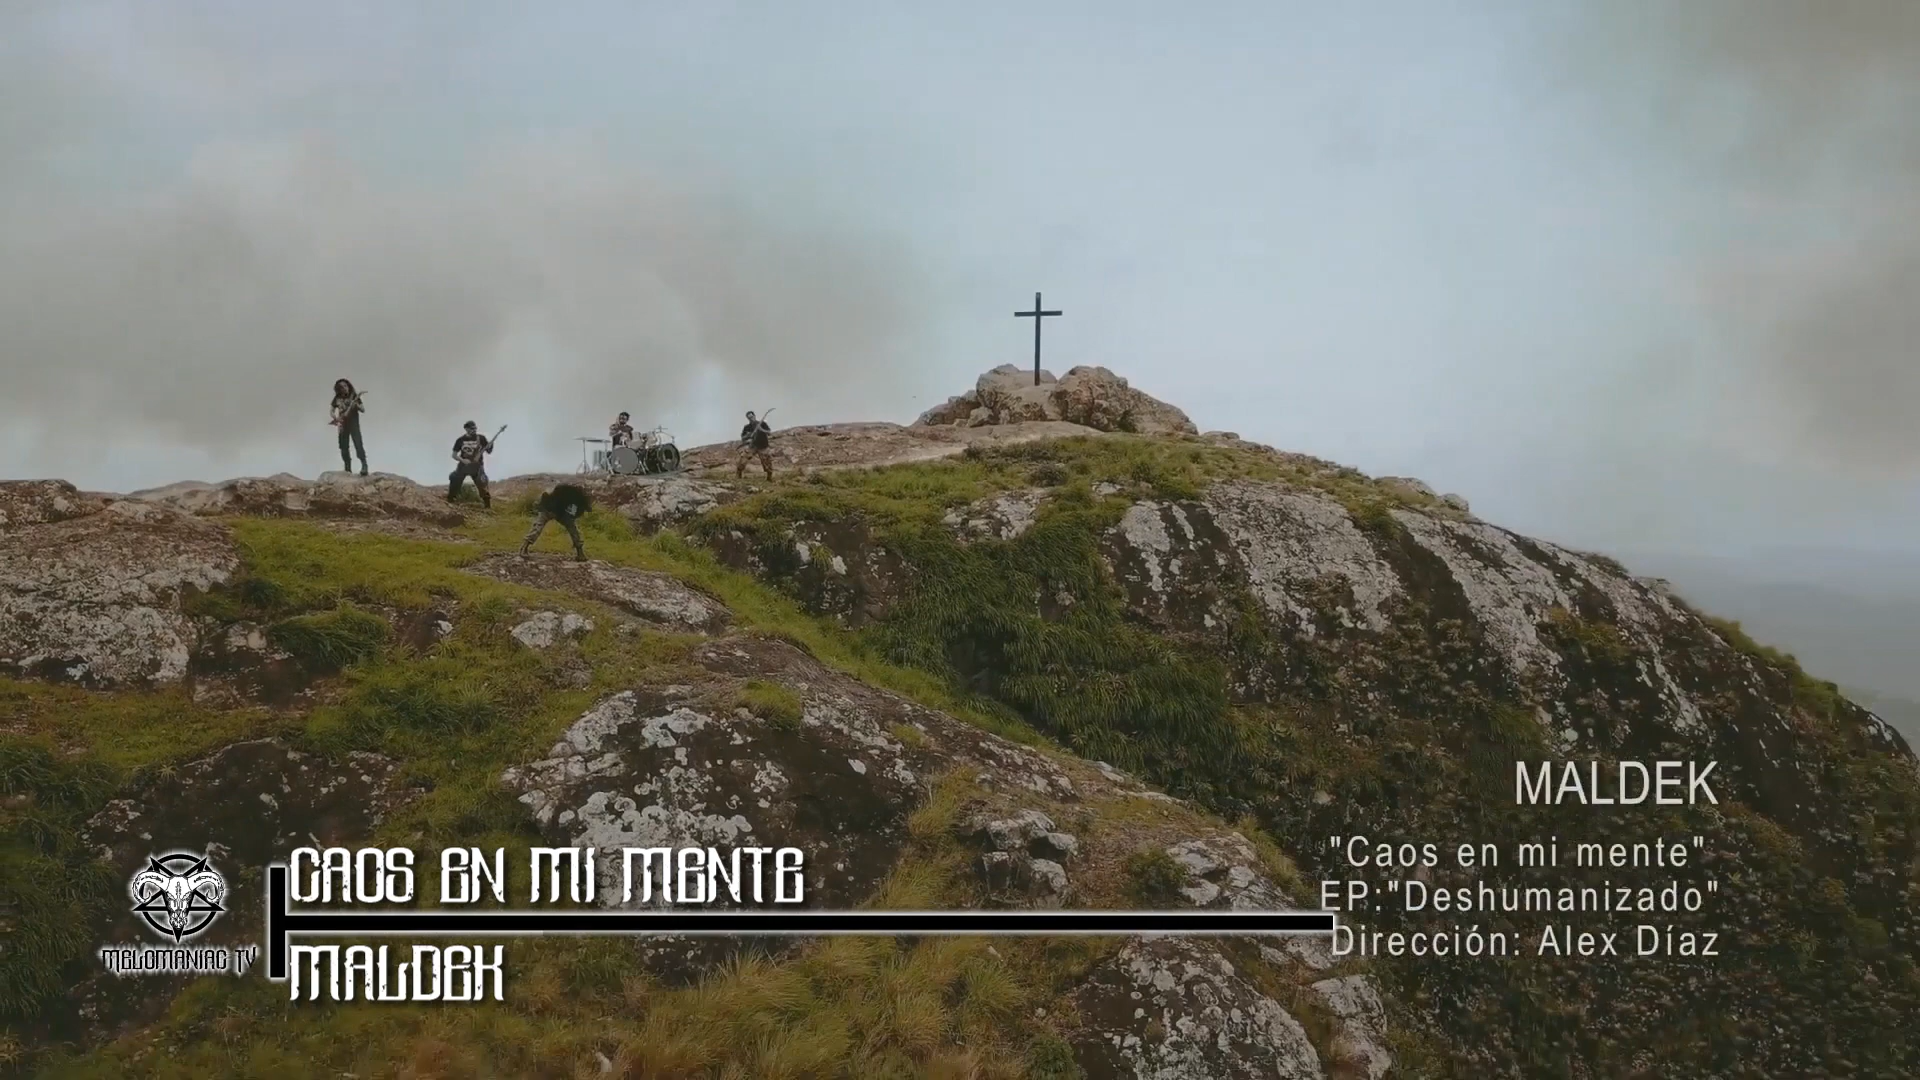 MALDEK
"Caos en mi mente"
EP:"Deshumanizado"
Dirección: Alex Díaz
CAOS EN MI MENTE
MALDEK
MELOMANIAC TV